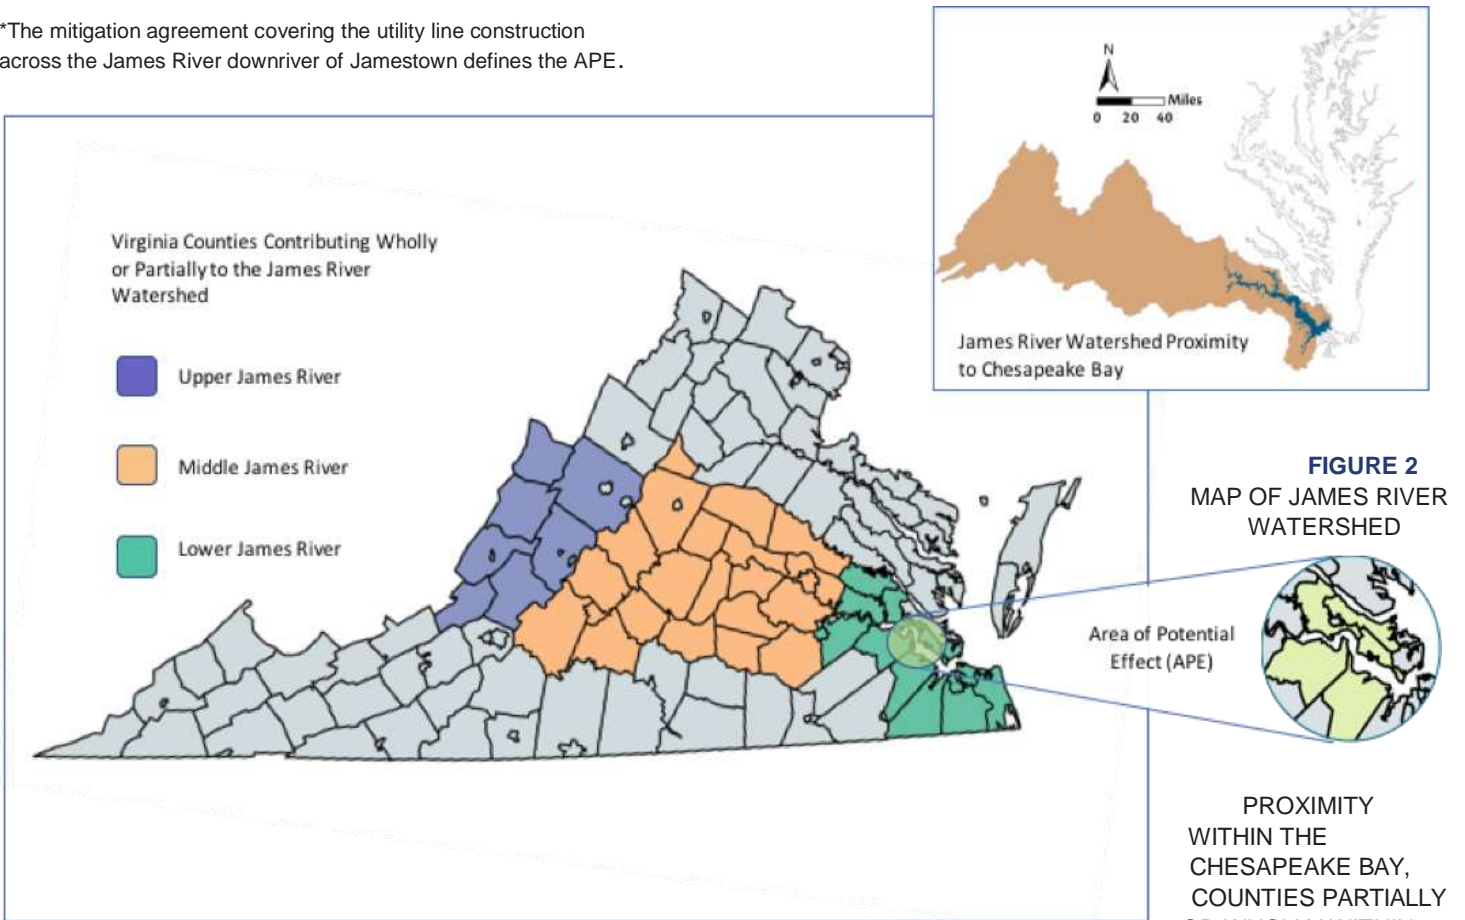 *The mitigation agreement covering the utility line construction
across the James River downriver of Jamestown defines the APE.
N
Miles
0 20 40
James River Watershed Proximity
to Chesapeake Bay
Virginia Counties Contributing Wholly
or Partially to the James River
Watershed
Upper James River
Middle James River
Lower James River
Area of Potential
Effect (APE)
FIGURE 2
MAP OF JAMES RIVER
WATERSHED
PROXIMITY
WITHIN THE
CHESAPEAKE BAY,
COUNTIES PARTIALLY